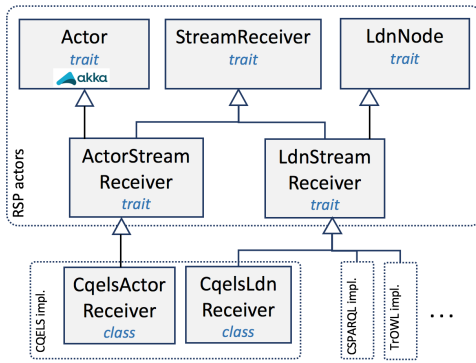 Actor
trait
akka
StreamReceiver
trait
LdnNode
trait
RSP actors
ActorStream
Receiver
trait
LdnStream
Receiver
trait
CQELS impl.
CqelsActor
Receiver
class
CqelsLdn
Receiver
class
CSPARQL impl.
TrOWL impl.
...